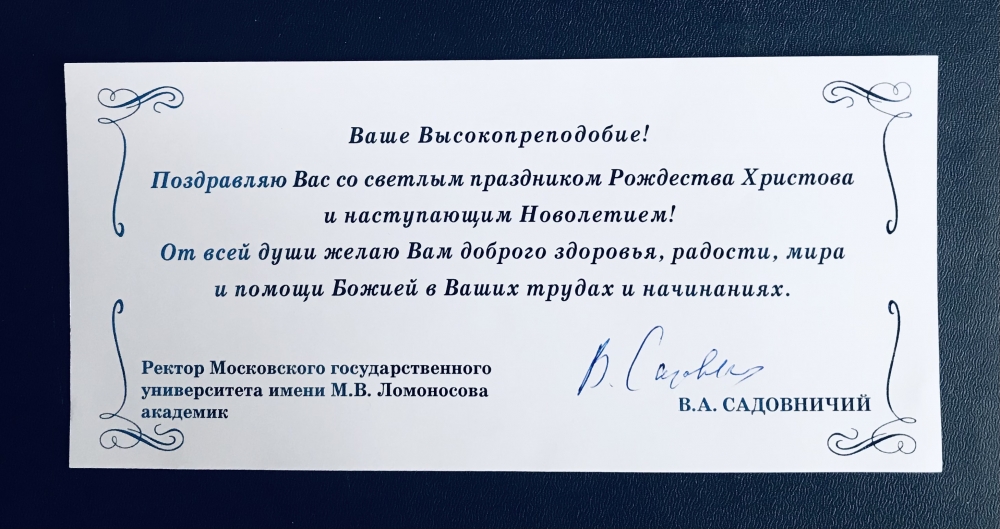 Ваше Высокопреподобие!
Поздравляю Вас со светлым праздником Рождества Христова
и наступающим Новолетием!
От всей души желаю Вам доброго здоровья, радости, мира
и помощи Божией в Ваших трудах и начинаниях.
Ректор Московского государственного
университета имени М.В. Ломоносова
академик
В. Садовн
В.А. САДОВНИЧИЙ